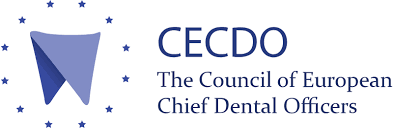 CECDO
The Council of European
Chief Dental Officers